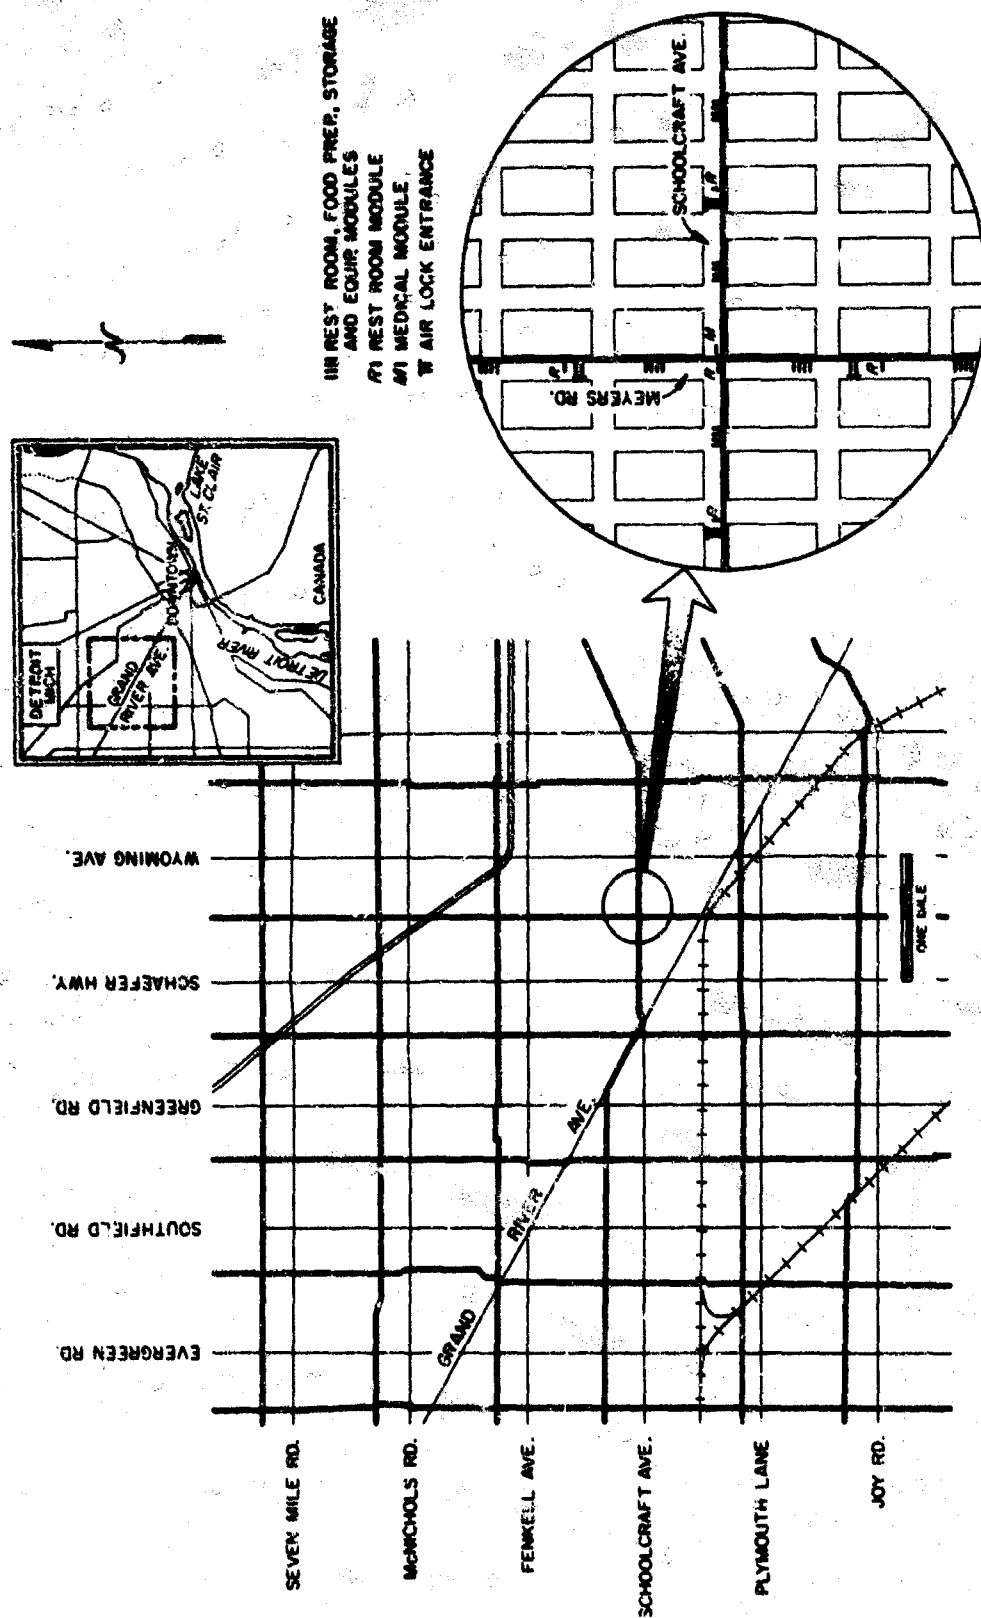 REST ROOM, FOOD PREP., STORAGE
AND EQUIP. MODULES
R REST ROOM MODULE
M MEDICAL MODULE
AIR LOCK ENTRANCE
N
DETROIT
MICH
GRAND
RIVER AVE.
DOWNTOWN
LAKE
ST. CLAIR
DETROIT RIVER
CANADA
SCHOOLCRAFT AVE.
MEYERS RD.
R
R
M
R
R
R
WYOMING AVE.
SCHAEFER HWY.
GREENFIELD RD.
SOUTHFIELD RD.
EVERGREEN RD.
GRAND
RIVER
AVE.
ONE MILE
SEVEN MILE RD.
McNICHOLS RD.
FENKELL AVE.
SCHOOLCRAFT AVE.
PLYMOUTH LANE
JOY RD.